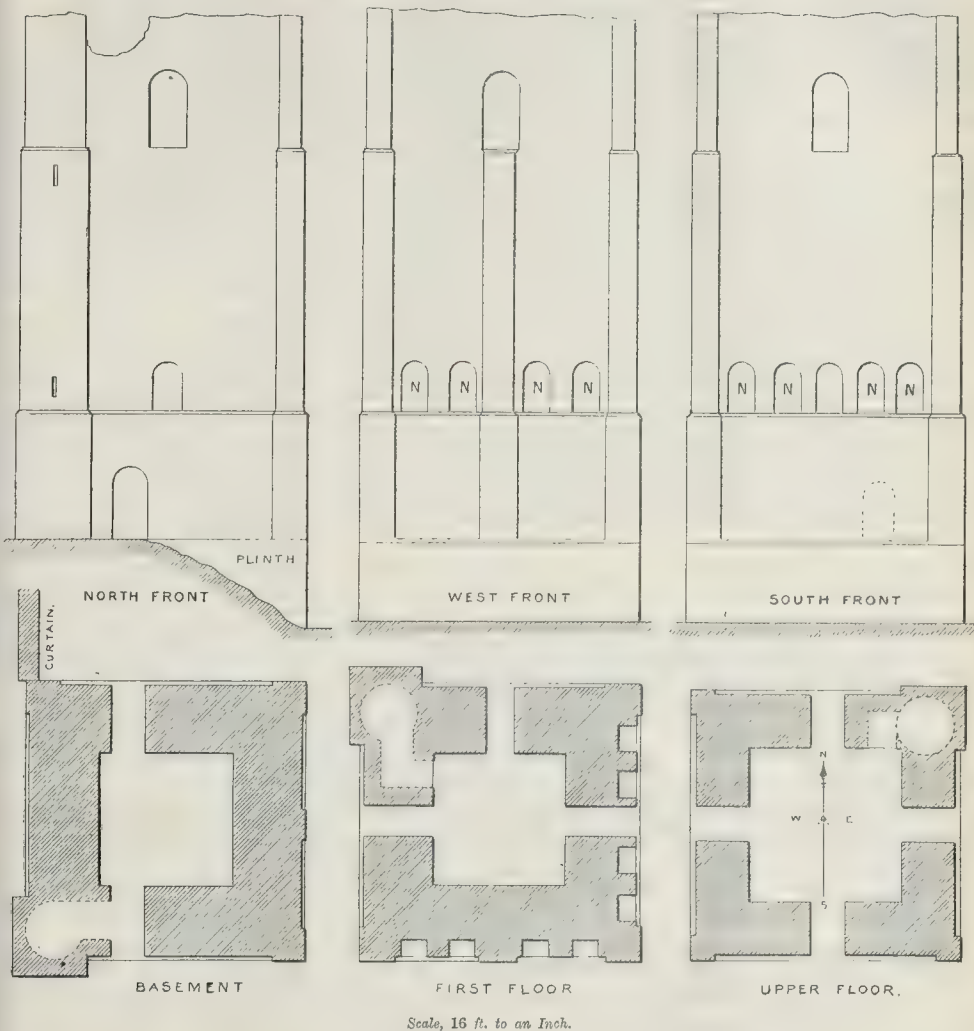 N N N N
N N N N
PLINTH
NORTH FRONT
WEST FRONT
SOUTH FRONT
CURTAIN.
N
W E
S
BASEMENT
FIRST FLOOR
UPPER FLOOR.
Scale, 16 ft. to an Inch.